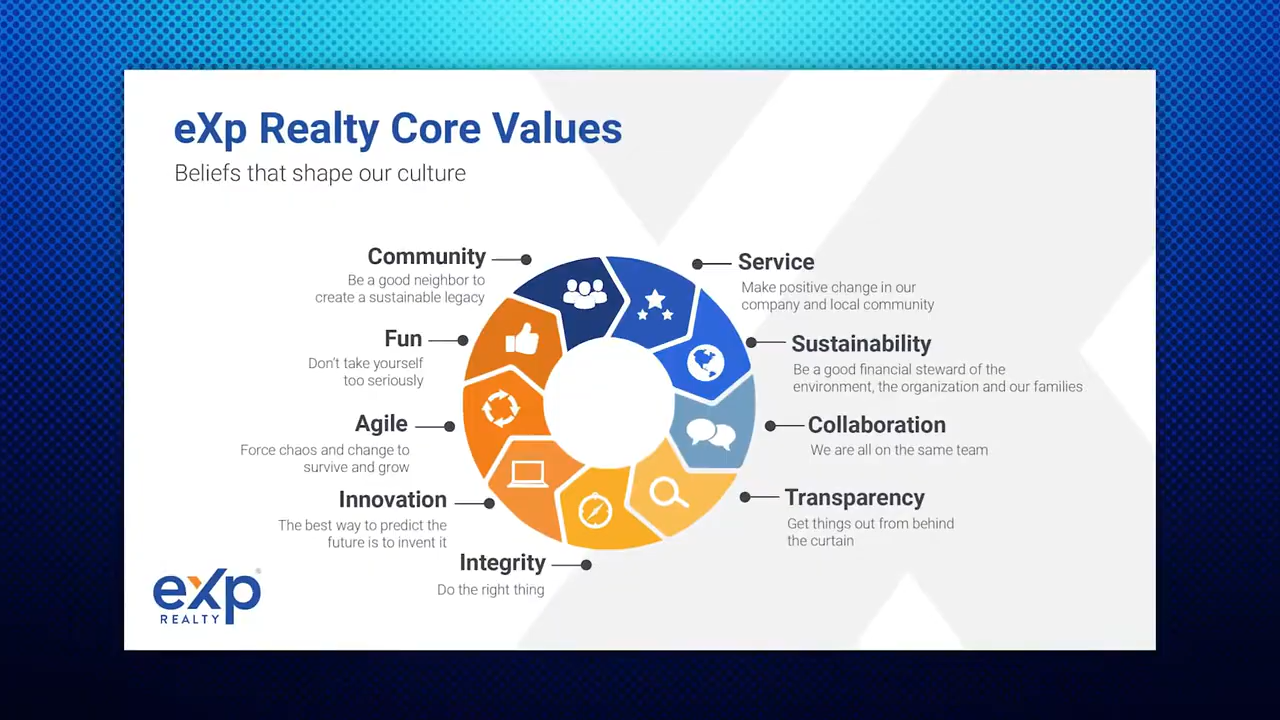 eXp Realty Core Values
Beliefs that shape our culture
Community
Be a good neighbor to
create a sustainable legacy
Fun
Don't take yourself
too seriously
Agile
Force chaos and change to
survive and grow
Innovation
The best way to predict the
future is to invent it
Integrity
Do the right thing
Service
Make positive change in our
company and local community
Sustainability
Be a good financial steward of the
environment, the organization and our families
Collaboration
We are all on the same team
Transparency
Get things out from behind
the curtain
eXp
REALTY